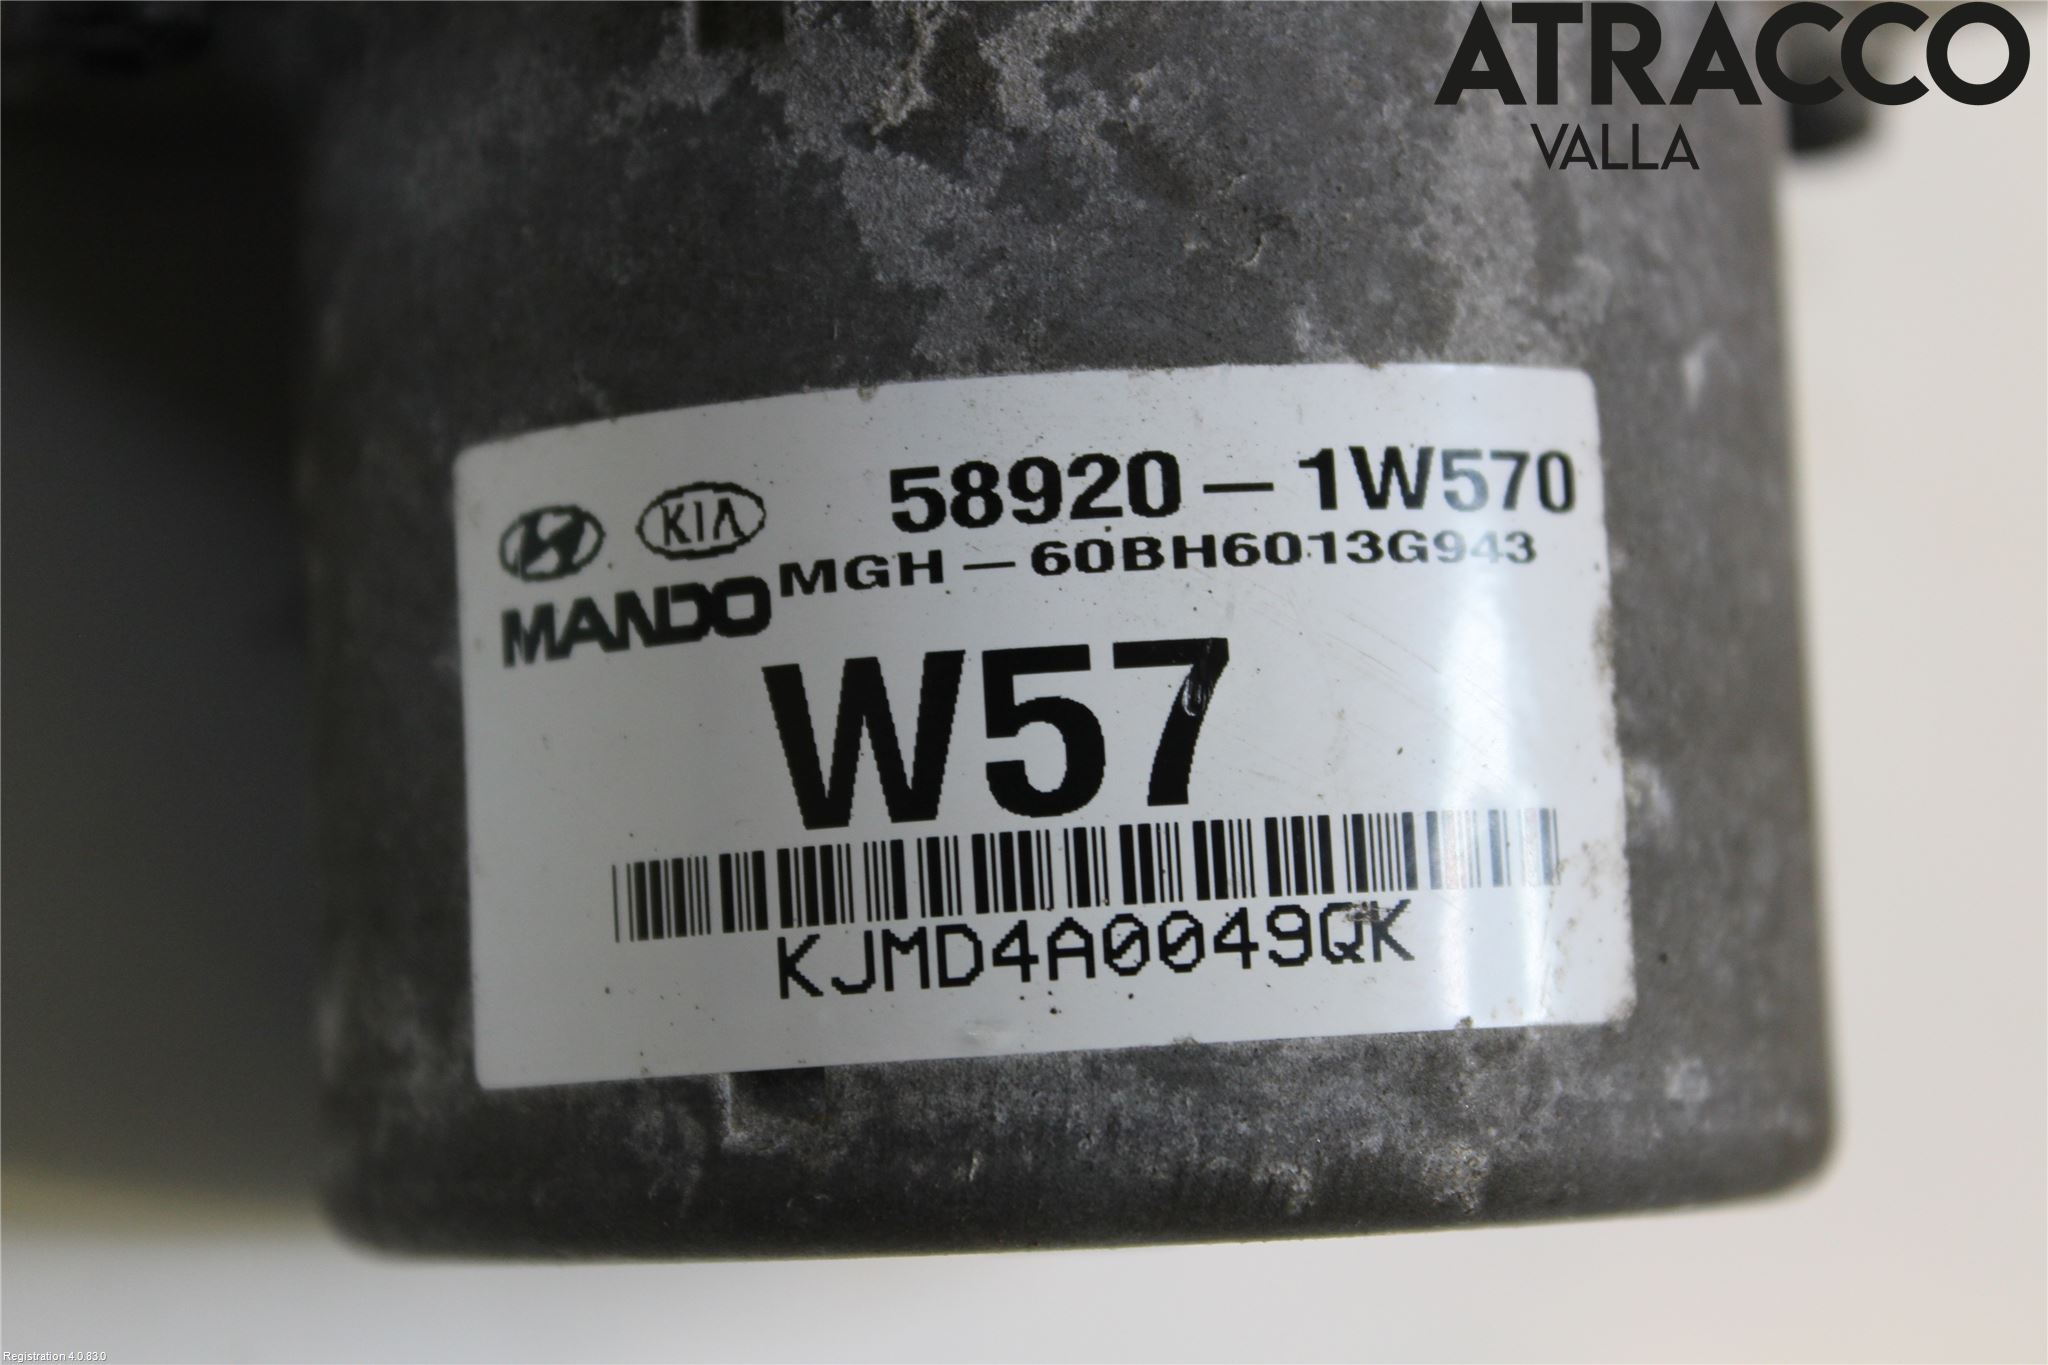 ATRACCO
VALLA
KIA 58920-1W570
MANDO MGH-60BH6013G943
W57
KJMD4A0049QK
Registration 4.0.83.0